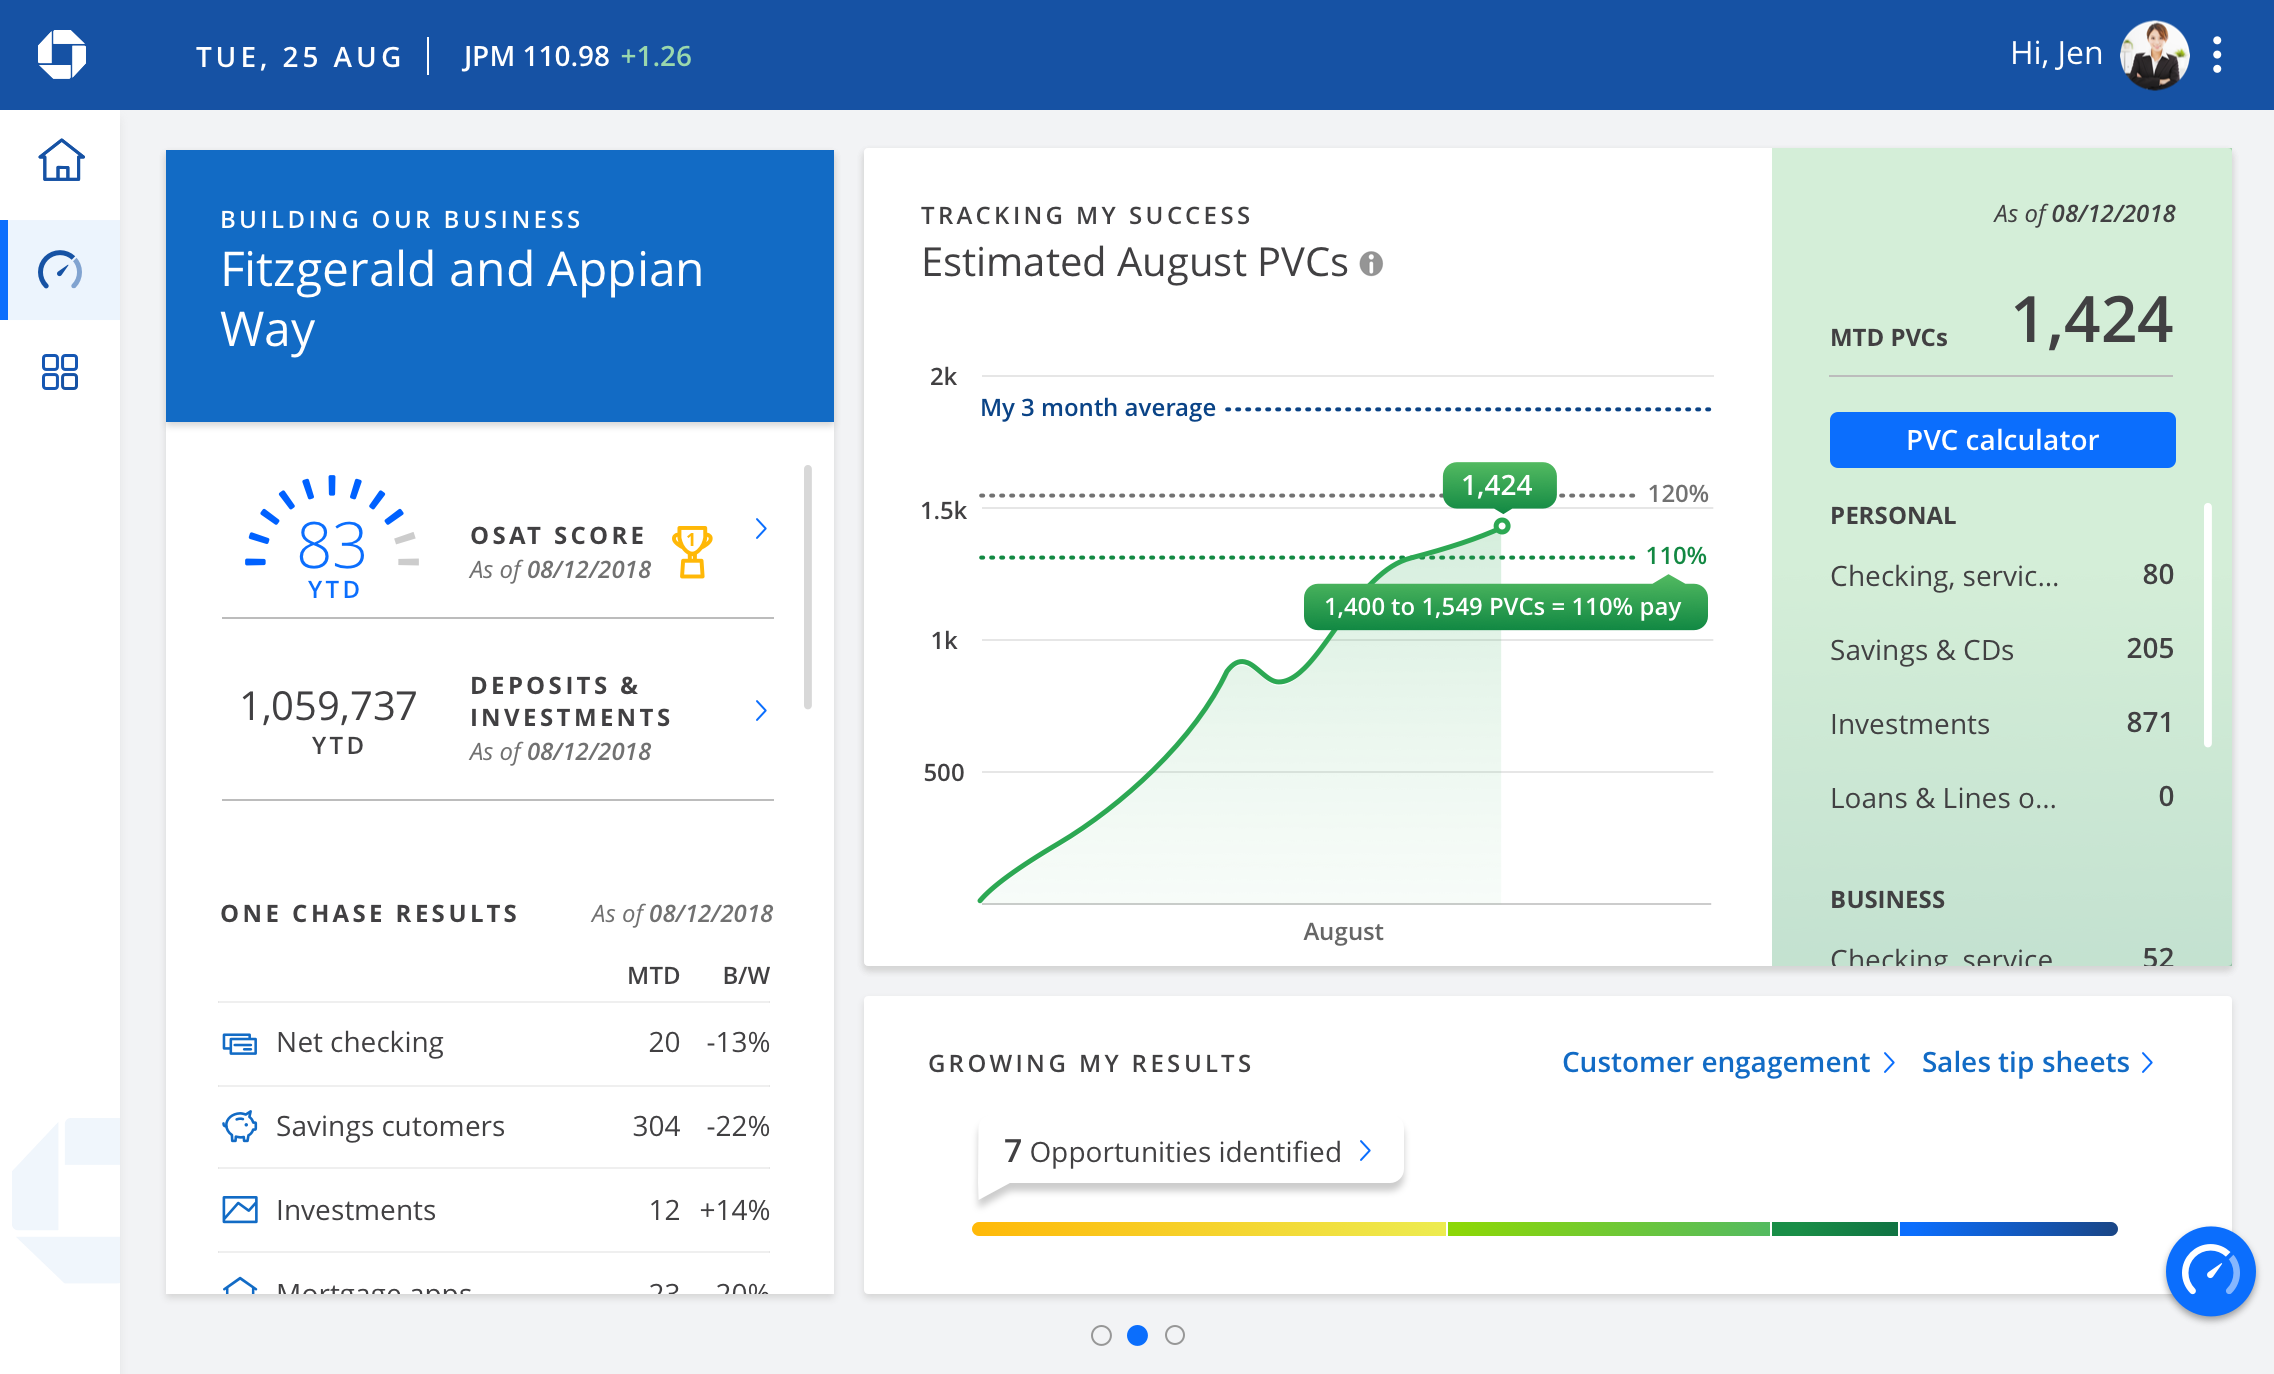 TUE, 25 AUG
JPM 110.98 +1.26
Hi, Jen
BUILDING OUR BUSINESS
Fitzgerald and Appian
Way
83
YTD
OSAT SCORE
As of 08/12/2018
1
1,059,737
YTD
DEPOSITS &
INVESTMENTS
As of 08/12/2018
ONE CHASE RESULTS As of 08/12/2018
MTD B/W
Net checking 20 -13%
Savings cutomers 304 -22%
Investments 12 +14%
Mortgage apps 23 20%
TRACKING MY SUCCESS
Estimated August PVCs
2k
My 3 month average
1,424
120%
1.5k
110%
1,400 to 1,549 PVCs = 110% pay
1k
500
August
As of 08/12/2018
MTD PVCs 1,424
PVC calculator
PERSONAL
Checking, servic... 80
Savings & CDs 205
Investments 871
Loans & Lines o... 0
BUSINESS
Checking, service 52
GROWING MY RESULTS
Customer engagement
Sales tip sheets
7 Opportunities identified